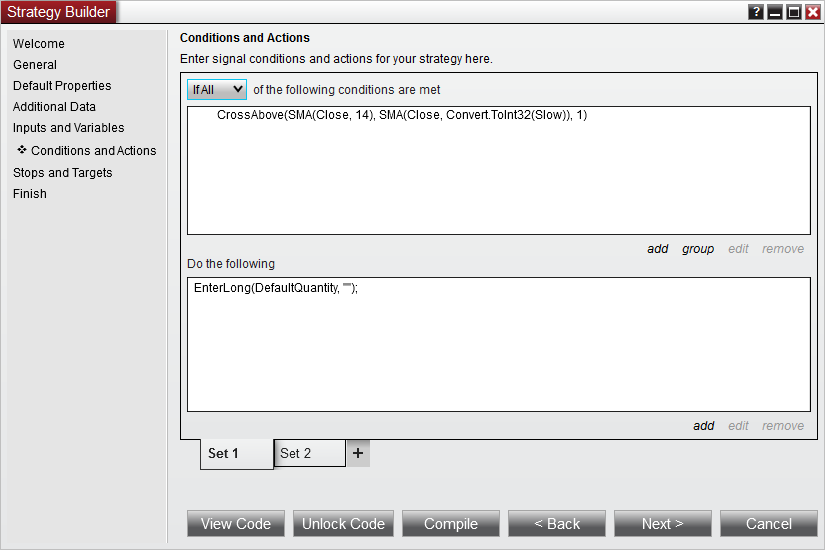 Strategy Builder
?
Welcome
General
Default Properties
Additional Data
Inputs and Variables
Conditions and Actions
Stops and Targets
Finish
Conditions and Actions
Enter signal conditions and actions for your strategy here.
If All of the following conditions are met
CrossAbove(SMA(Close, 14), SMA(Close, Convert.ToInt32(Slow)), 1)
add group edit remove
Do the following
EnterLong(DefaultQuantity, "");
add edit remove
Set 1 Set 2 +
View Code Unlock Code Compile < Back Next > Cancel